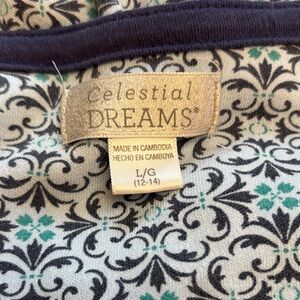 Celestial
DREAMS®
MADE IN CAMBODIA
HECHO EN CAMBOYA
L/G
(12-14)